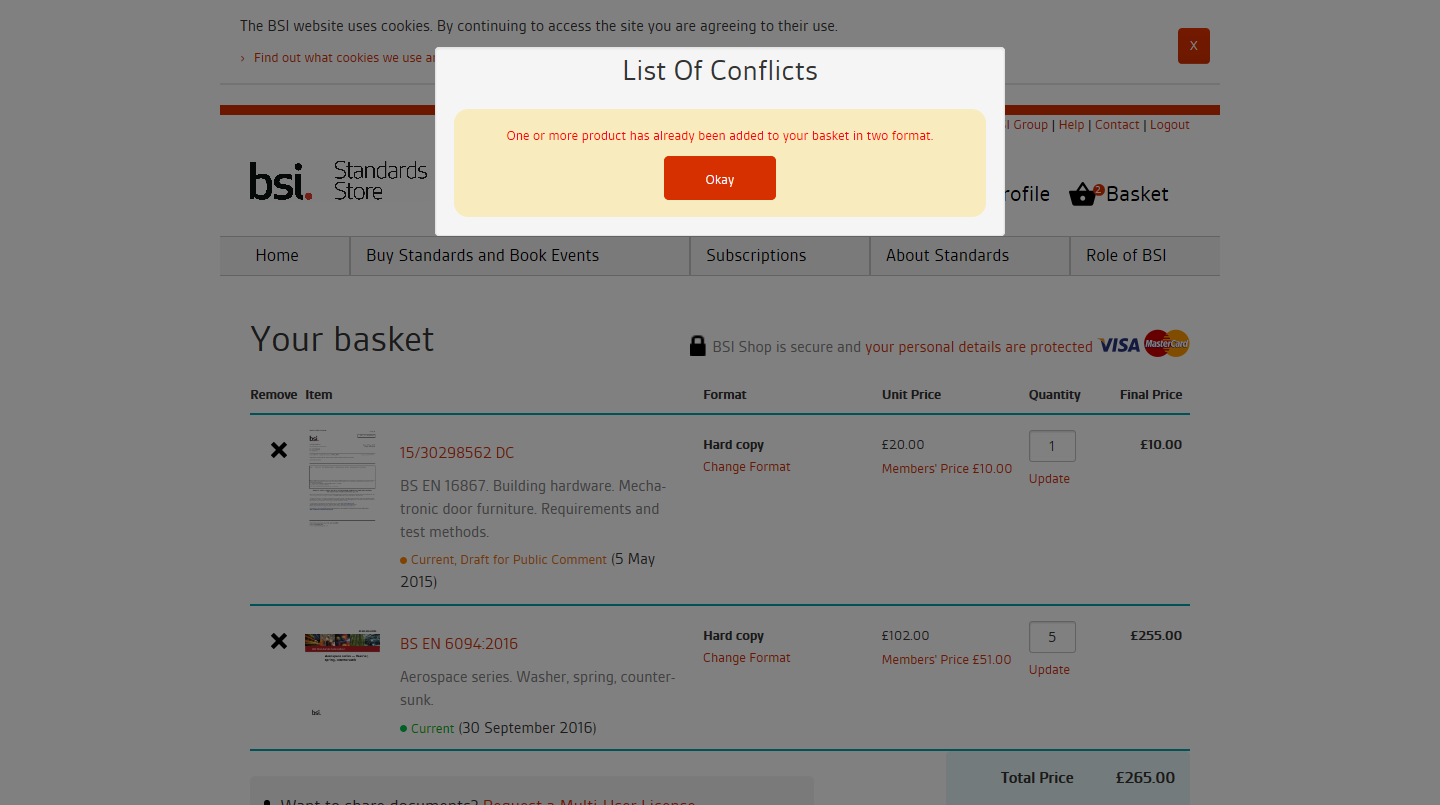 The BSI website uses cookies. By continuing to access the site you are agreeing to their use.
X
› Find out what cookies we use
List Of Conflicts
One or more product has already been added to your basket in two format.
Okay
Group | Help | Contact | Logout
bsi. Standards Store
2 Basket
Home
Buy Standards and Book Events
Subscriptions
About Standards
Role of BSI
Your basket
BSI Shop is secure and your personal details are protected VISA MasterCard
Remove Item Format Unit Price Quantity Final Price
15/30298562 DC
BS EN 16867. Building hardware. Mecha-
tronic door furniture. Requirements and
test methods.
Current, Draft for Public Comment (5 May
2015)
Hard copy
Change Format
£20.00
Members' Price £10.00
1
Update
£10.00
BS EN 6094:2016
Aerospace series. Washer, spring, counter-
sunk.
Current (30 September 2016)
Hard copy
Change Format
£102.00
Members' Price £51.00
5
Update
£255.00
bsi.
bsi.
Total Price £265.00
Want to share documents? Request a Multi-User License